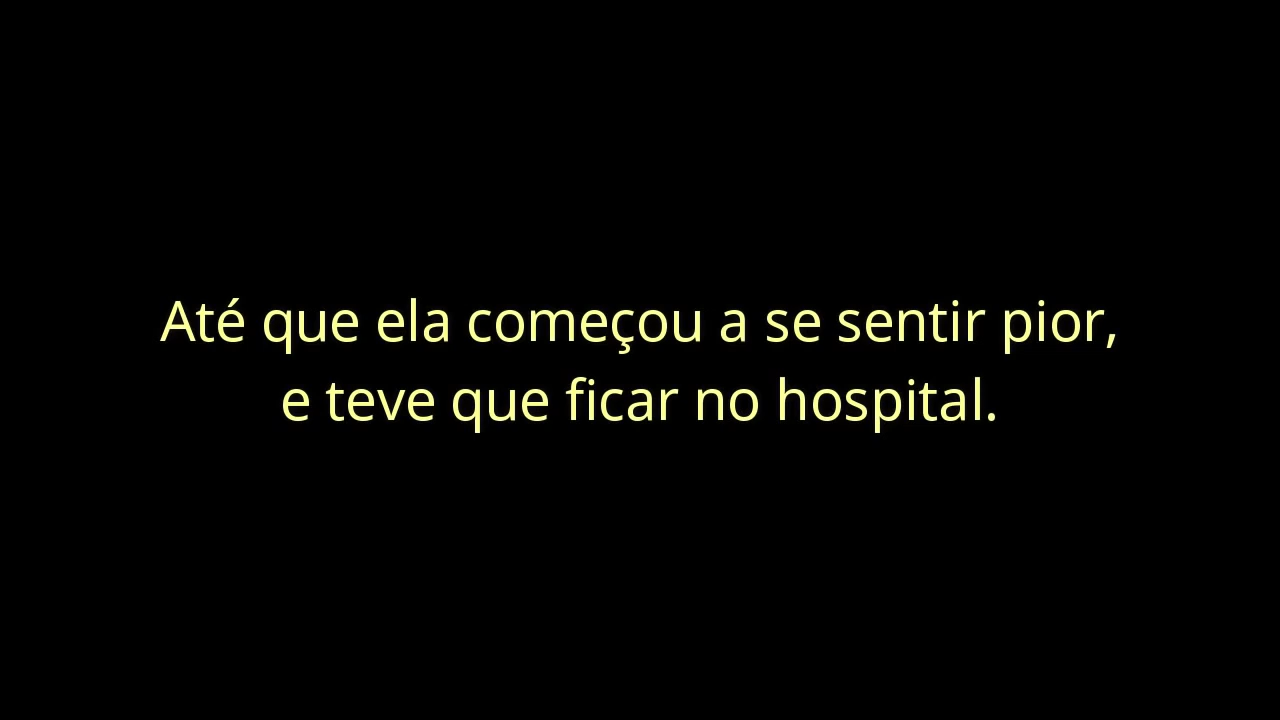 Até que ela começou a se sentir pior,
e teve que ficar no hospital.